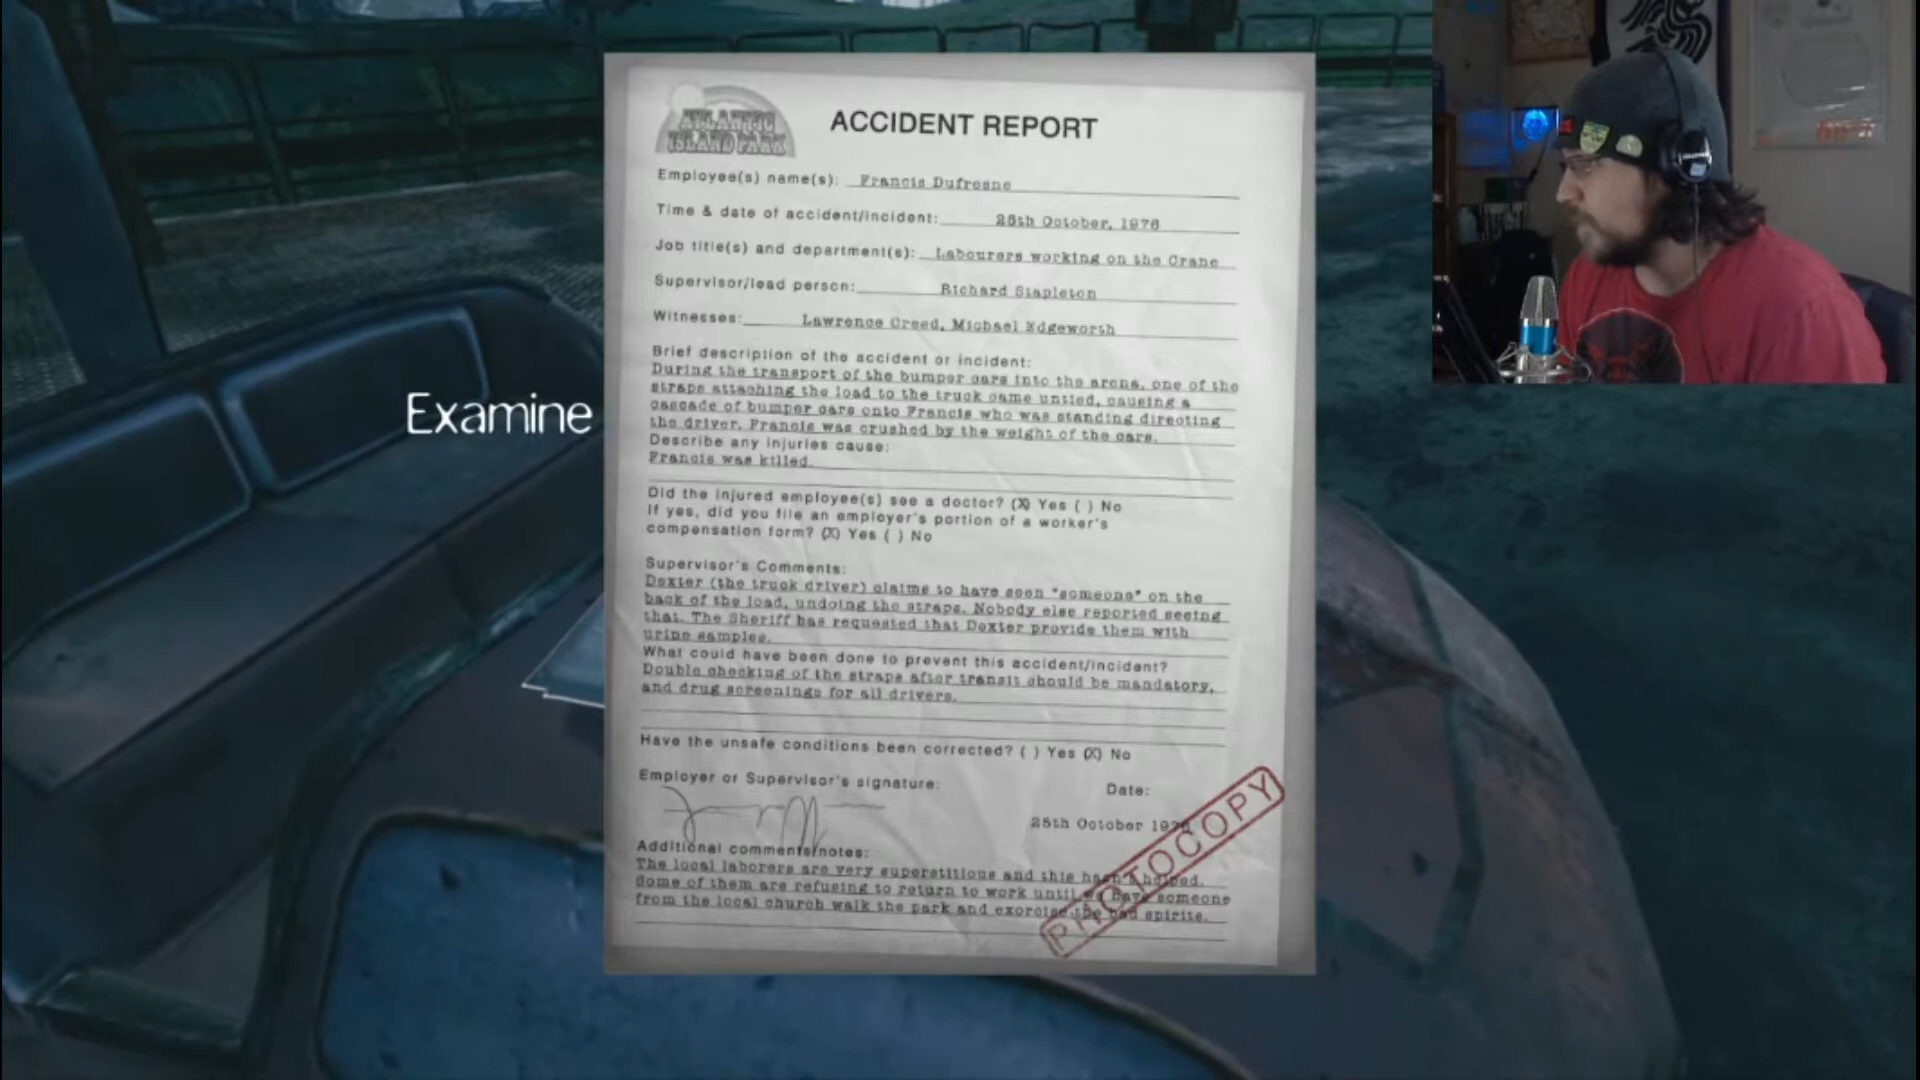 ATLANTIC
ISLAND PARK
ACCIDENT REPORT
Employee(s) name(s): Francis Dufresne
Time & date of accident/incident: 25th October, 1976
Job title(s) and department(s): Labourers working on the Crane
Supervisor/lead person: Richard Stapleton
Witnesses: Lawrence Creed, Michael Edgeworth
Brief description of the accident or incident:
During the transport of the bumper cars into the arena, one of the
straps attaching the load to the truck came untied, causing a
cascade of bumper cars onto Francis who was standing directing
the driver. Francis was crushed by the weight of the cars.
Describe any injuries cause:
Francis was killed.
Examine
Did the injured employee(s) see a doctor? (X) Yes ( ) No
If yes, did you file an employer's portion of a worker's
compensation form? (X) Yes ( ) No
Supervisor's Comments:
Dexter (the truck driver) claims to have seen "someone" on the
back of the load, undoing the straps. Nobody else reported seeing
that. The Sheriff has requested that Dexter provide them with
urine samples.
What could have been done to prevent this accident/incident?
Double checking of the straps after transit should be mandatory,
and drug screenings for all drivers.
Have the unsafe conditions been corrected? ( ) Yes (X) No
Employer or Supervisor's signature:
Date:
25th October 1976
Additional comments/notes:
The local laborers are very superstitious and this hasn't helped.
Some of them are refusing to return to work until we have someone
from the local church walk the park and exorcise the bad spirits.
PHOTOCOPY